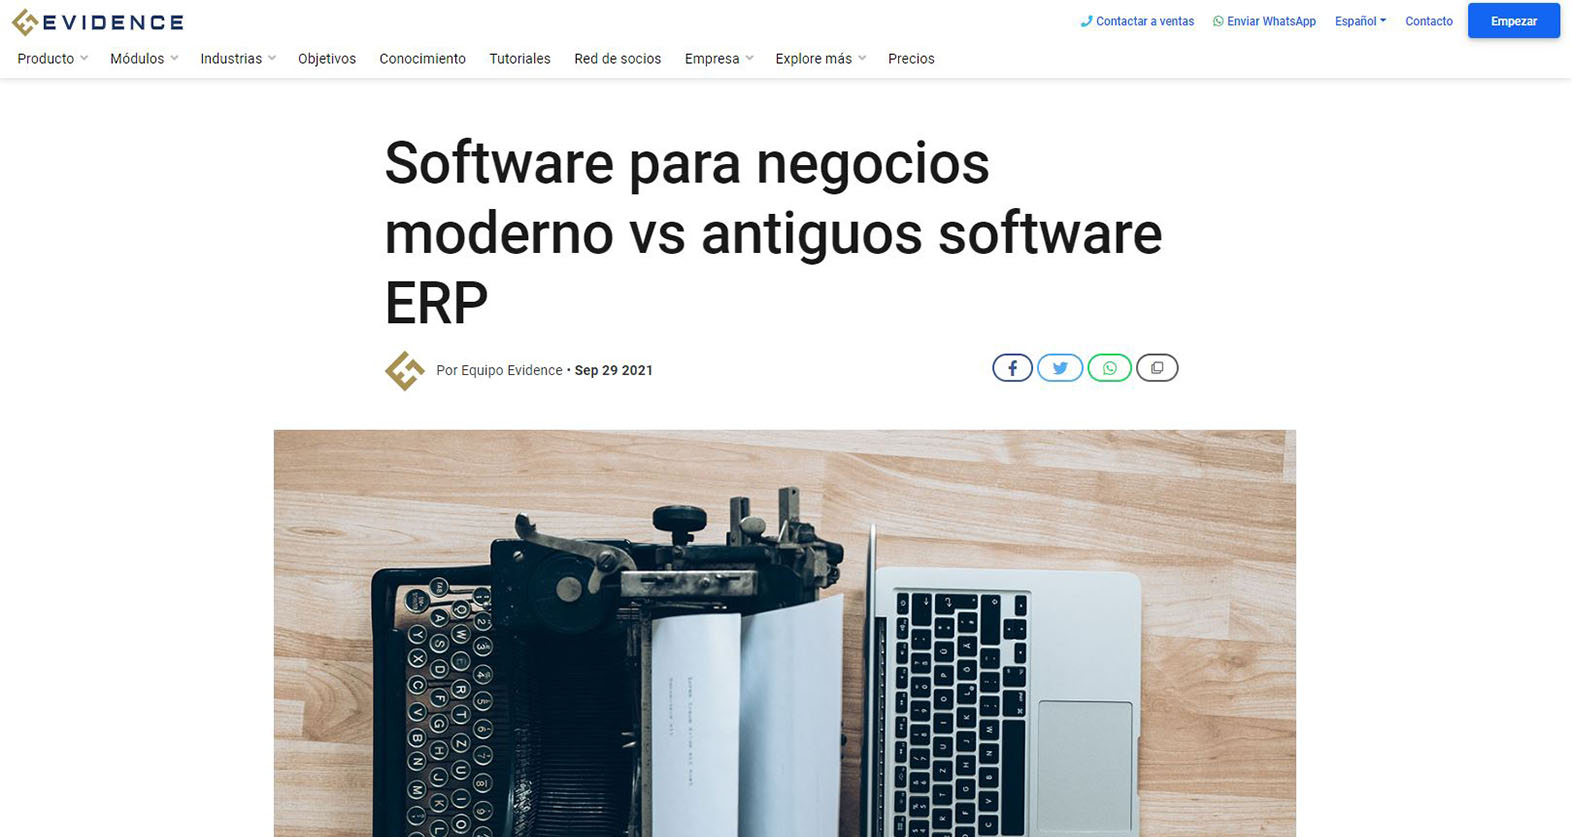 EVIDENCE
Contactar a ventas Enviar WhatsApp Español Contacto Empezar
Producto Módulos Industrias Objetivos Conocimiento Tutoriales Red de socios Empresa Explore más Precios
Software para negocios
moderno vs antiguos software
ERP
Por Equipo Evidence • Sep 29 2021